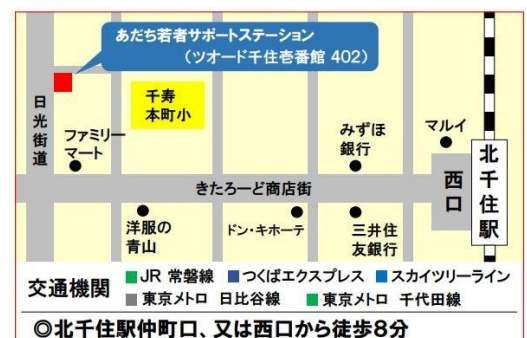 あだち若者サポートステーション
（ツオード千住壱番館 402）
日光街道
千寿
本町小
ファミリー
マート
みずほ
銀行
マルイ
北千住駅
西口
きたろーど商店街
洋服の
青山
ドン・キホーテ
三井住
友銀行
交通機関 JR 常磐線 つくばエクスプレス スカイツリーライン
東京メトロ 日比谷線 東京メトロ 千代田線
◎北千住駅仲町口、又は西口から徒歩8分